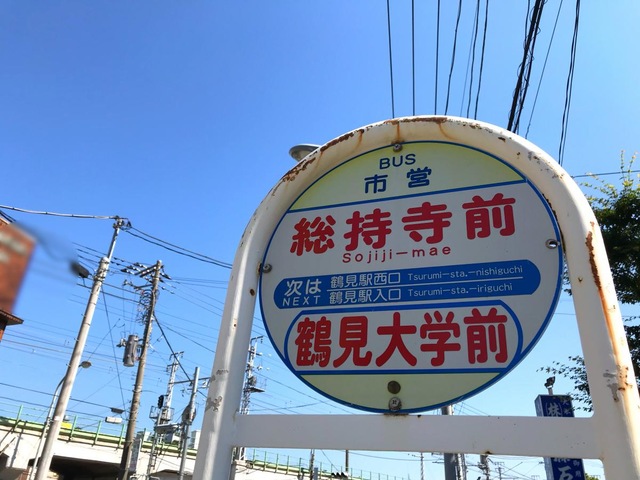 BUS
市営
総持寺前
Sojiji-mae
次は 鶴見駅西口 Tsurumi-sta.-nishiguchi
NEXT 鶴見駅入口 Tsurumi-sta.-iriguchi
鶴見大学前